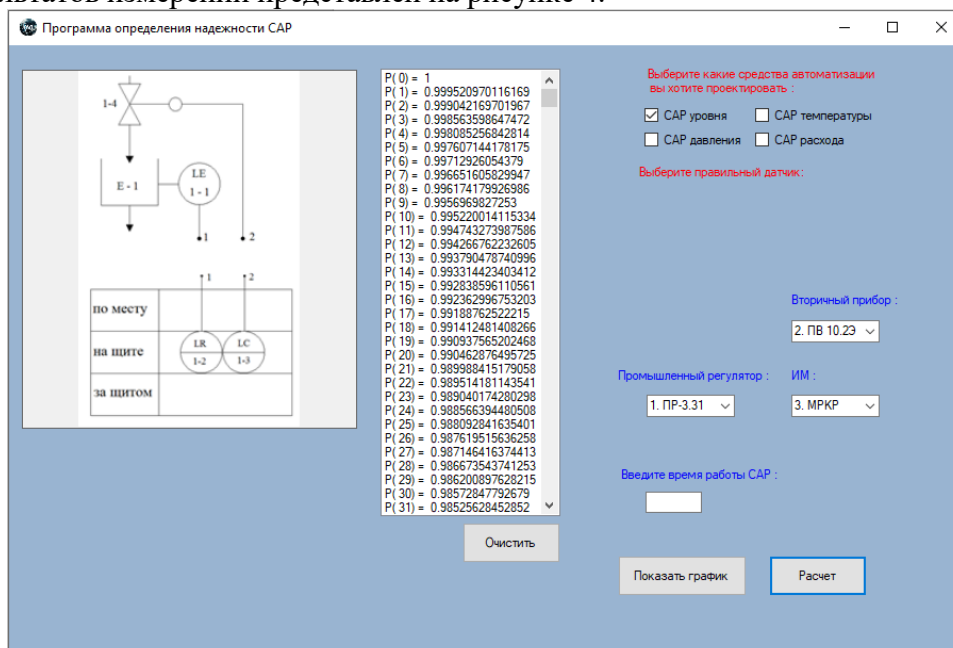 льтатов измерений представлен на рисунке 4.
Программа определения надежности САР
1-4
E - 1
LE
1 - 1
1
2
1
2
по месту
на щите
LR
1-2
LC
1-3
за щитом
P( 0) = 1
P( 1) = 0.999520970116169
P( 2) = 0.999042169701967
P( 3) = 0.998563598647472
P( 4) = 0.998085256842814
P( 5) = 0.997607144178175
P( 6) = 0.99712926054379
P( 7) = 0.996651605829947
P( 8) = 0.996174179926986
P( 9) = 0.9956969827253
P( 10) = 0.995220014115334
P( 11) = 0.994743273987586
P( 12) = 0.994266762232605
P( 13) = 0.993790478740996
P( 14) = 0.993314423403412
P( 15) = 0.992838596110561
P( 16) = 0.992362996753203
P( 17) = 0.99188762522215
P( 18) = 0.991412481408266
P( 19) = 0.990937565202468
P( 20) = 0.990462876495725
P( 21) = 0.989988415179058
P( 22) = 0.989514181143541
P( 23) = 0.989040174280298
P( 24) = 0.988566394480508
P( 25) = 0.988092841635401
P( 26) = 0.987619515636258
P( 27) = 0.987146416374413
P( 28) = 0.986673543741253
P( 29) = 0.986200897628215
P( 30) = 0.98572847792679
P( 31) = 0.98525628452852
Очистить
Выберите какие средства автоматизации
вы хотите проектировать :
САР уровня
САР температуры
САР давления
САР расхода
Выберите правильный датчик:
Вторичный прибор :
2. ПВ 10.2Э
Промышленный регулятор :
ИМ :
1. ПР-3.31
3. МРКР
Введите время работы САР :
Показать график
Расчет